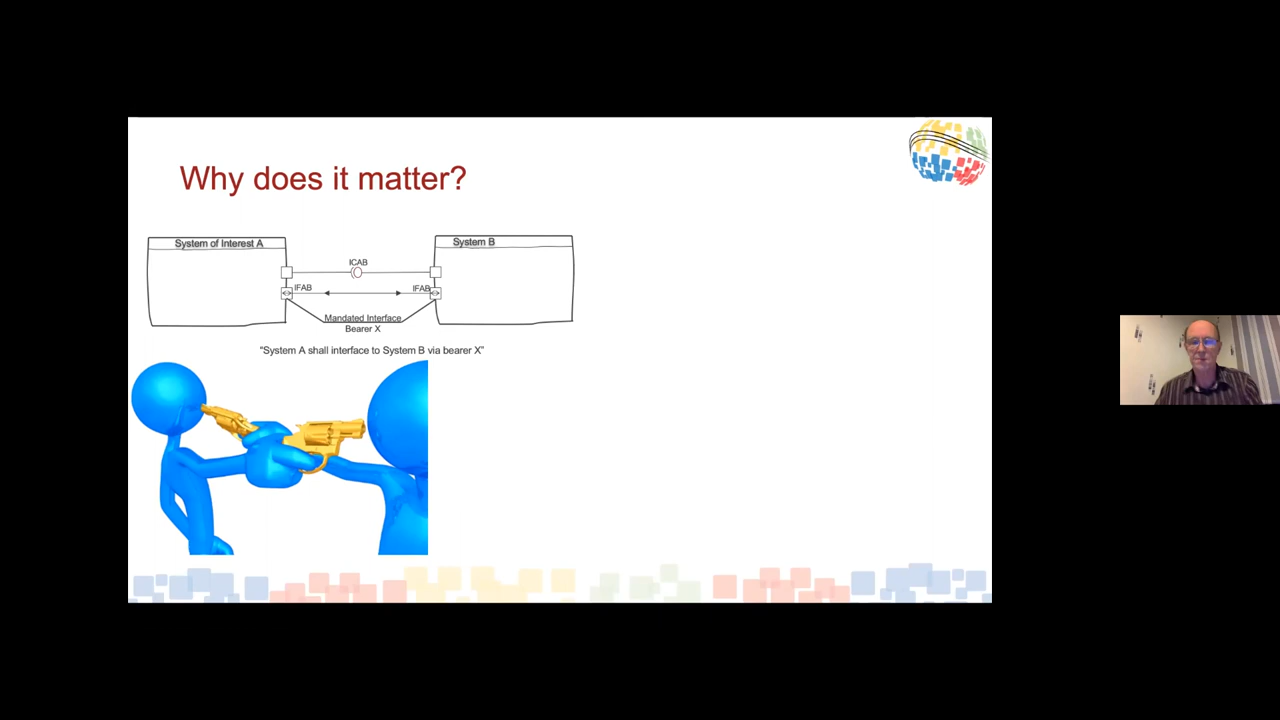 Why does it matter?
System of Interest A
System B
ICAB
IFAB
IFAB
Mandated Interface
Bearer X
"System A shall interface to System B via bearer X"